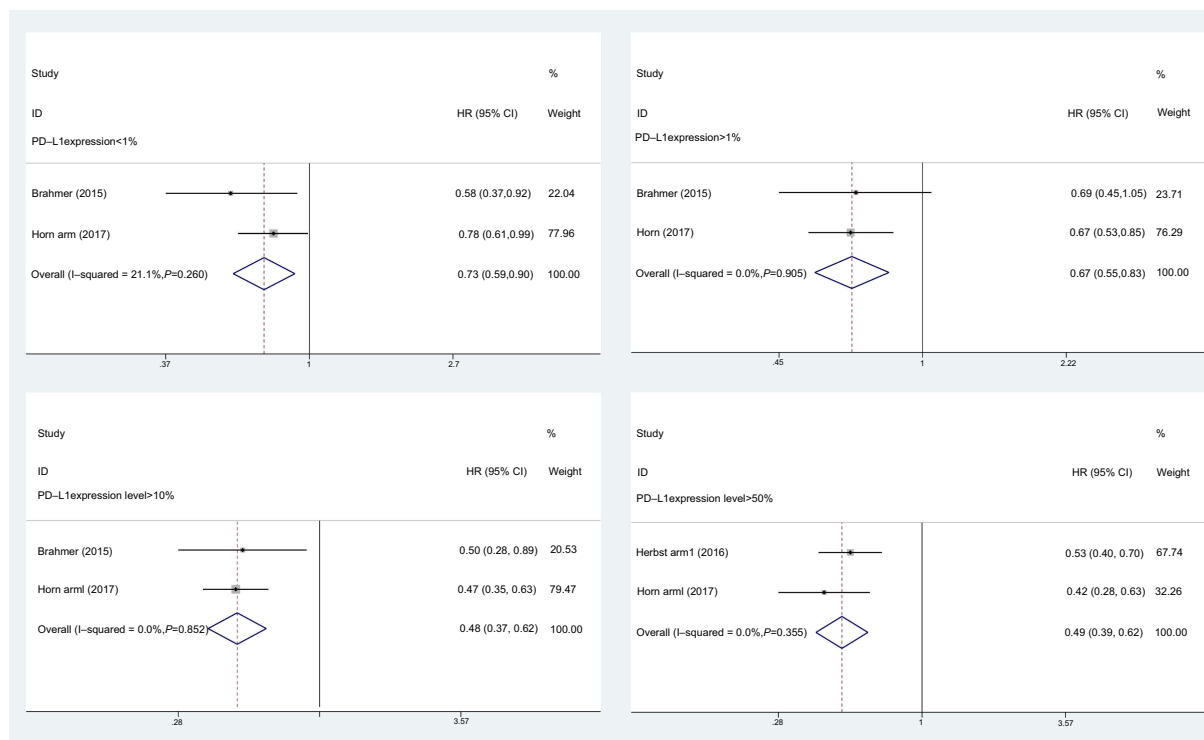 Study %
ID HR (95% CI) Weight
PD–L1expression<1%
Brahmer (2015) 0.58 (0.37,0.92) 22.04
Horn arm (2017) 0.78 (0.61,0.99) 77.96
Overall (I–squared = 21.1%,P=0.260) 0.73 (0.59,0.90) 100.00
.37 1 2.7
Study %
ID HR (95% CI) Weight
PD–L1expression>1%
Brahmer (2015) 0.69 (0.45,1.05) 23.71
Horn (2017) 0.67 (0.53,0.85) 76.29
Overall (I–squared = 0.0%,P=0.905) 0.67 (0.55,0.83) 100.00
.45 1 2.22
Study %
ID HR (95% CI) Weight
PD–L1expression level>10%
Brahmer (2015) 0.50 (0.28, 0.89) 20.53
Horn arml (2017) 0.47 (0.35, 0.63) 79.47
Overall (I–squared = 0.0%,P=0.852) 0.48 (0.37, 0.62) 100.00
.28 3.57
Study %
ID HR (95% CI) Weight
PD–L1expression level>50%
Herbst arm1 (2016) 0.53 (0.40, 0.70) 67.74
Horn arml (2017) 0.42 (0.28, 0.63) 32.26
Overall (I–squared = 0.0%,P=0.355) 0.49 (0.39, 0.62) 100.00
.28 1 3.57